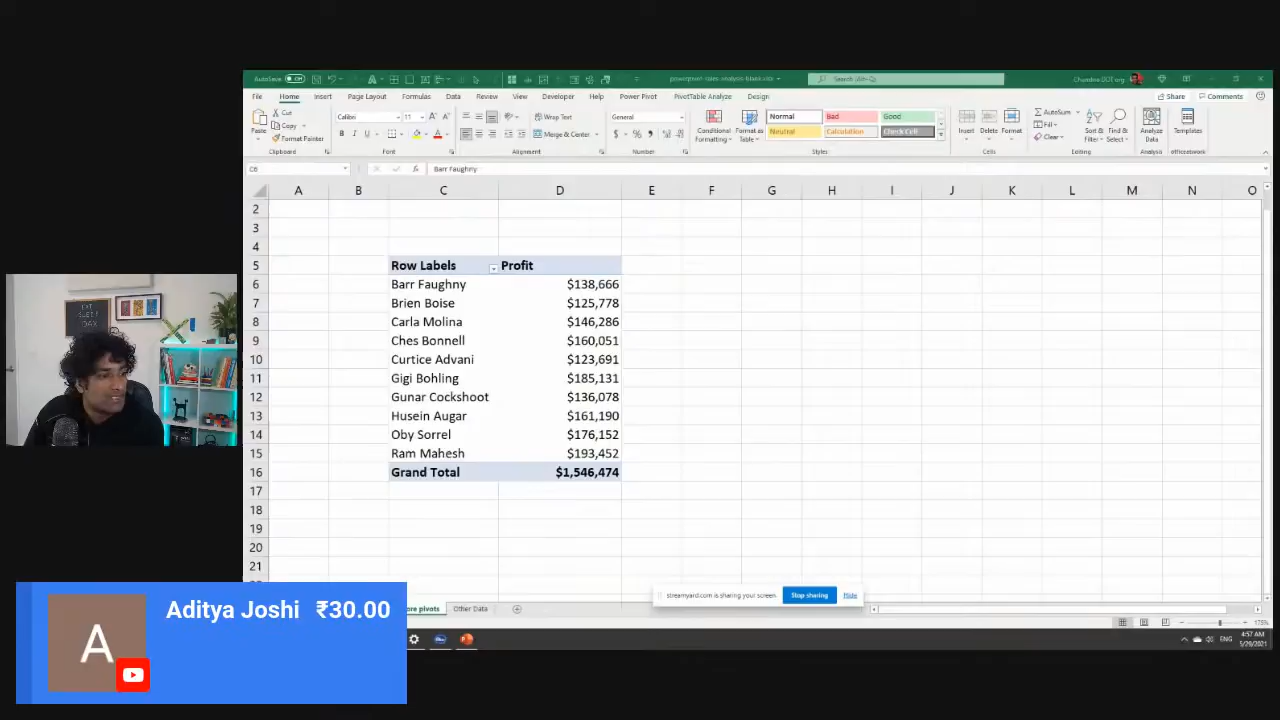 AutoSave Off
powerpivot-sales-analysis-blank.xlsx
Chandoo DOT org
File Home Insert Page Layout Formulas Data Review View Developer Help Power Pivot PivotTable Analyze Design
Share Comments
Paste
Cut
Copy
Format Painter
Clipboard
Calibri 11
B I U
Font
Wrap Text
Merge & Center
Alignment
General
$ %
Number
Conditional Formatting
Format as Table
Normal Bad Good
Neutral Calculation Check Cell
Styles
Insert Delete Format
Cells
AutoSum
Fill
Clear
Sort & Filter
Find & Select
Editing
Analyze Data
Analysis
Templates
C6 fx Barr Faughny
A B C D E F G H I J K L M N O
2
3
4
5 Row Labels Profit
6 Barr Faughny $138,666
7 Brien Boise $125,778
8 Carla Molina $146,286
9 Ches Bonnell $160,051
10 Curtice Advani $123,691
11 Gigi Bohling $185,131
12 Gunar Cockshoot $136,078
13 Husein Augar $161,190
14 Oby Sorrel $176,152
15 Ram Mahesh $193,452
16 Grand Total $1,546,474
17
18
19
20
21
streamyard.com is sharing your screen. Stop sharing Hide
ore pivots Other Data
175%
ENG
4:57 AM
5/29/2021
Aditya Joshi ₹30.00
A